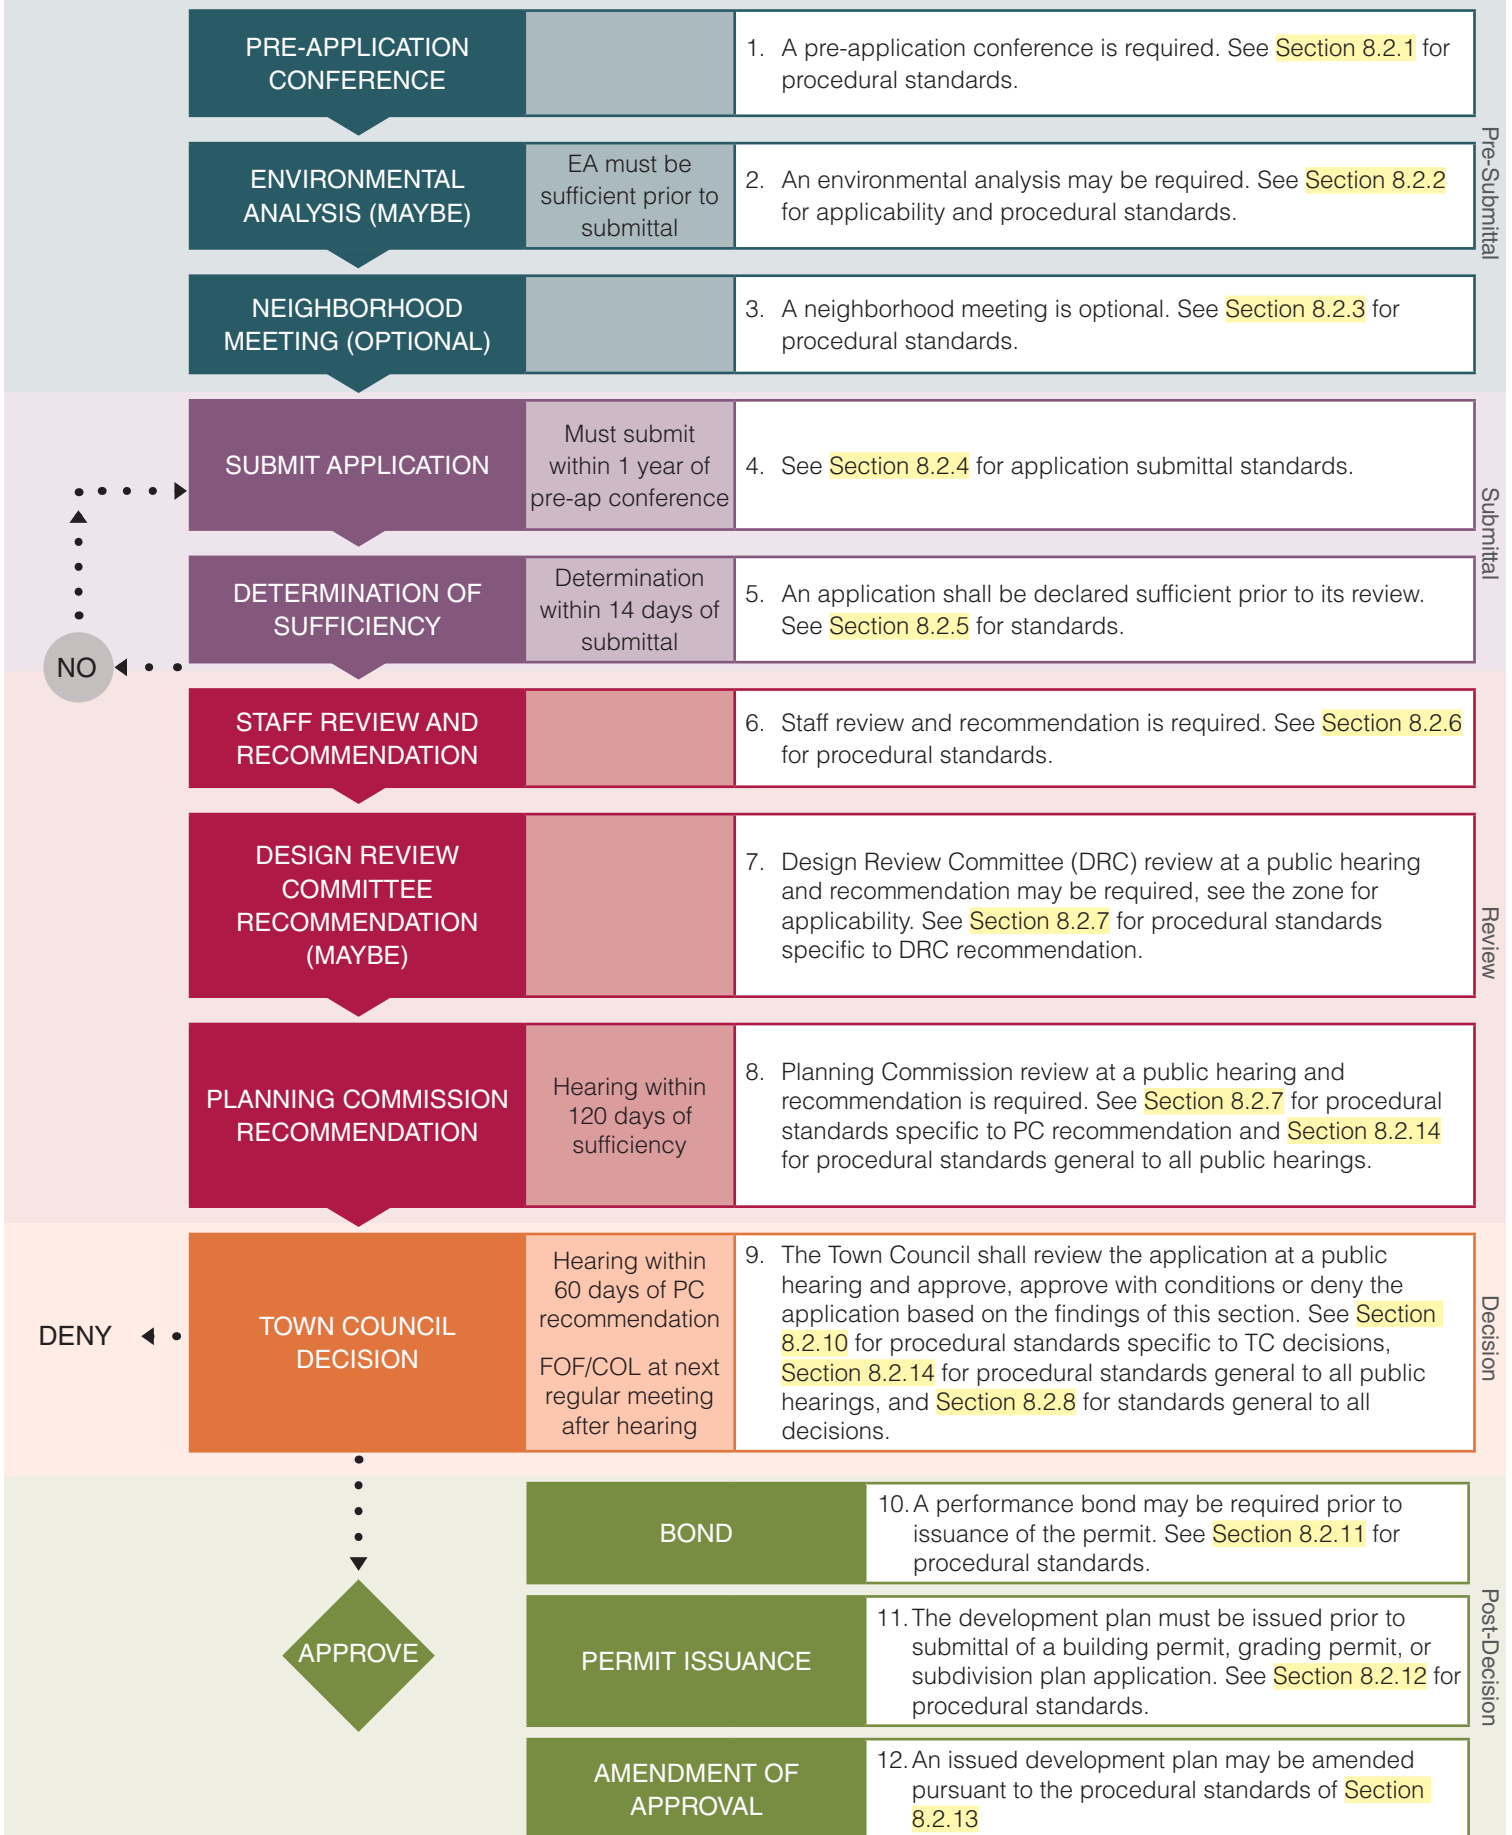 PRE-APPLICATION
CONFERENCE
1. A pre-application conference is required. See Section 8.2.1 for
procedural standards.
ENVIRONMENTAL
ANALYSIS (MAYBE)
EA must be
sufficient prior to
submittal
2. An environmental analysis may be required. See Section 8.2.2
for applicability and procedural standards.
NEIGHBORHOOD
MEETING (OPTIONAL)
3. A neighborhood meeting is optional. See Section 8.2.3 for
procedural standards.
Pre-Submittal
SUBMIT APPLICATION
Must submit
within 1 year of
pre-ap conference
4. See Section 8.2.4 for application submittal standards.
DETERMINATION OF
SUFFICIENCY
Determination
within 14 days of
submittal
5. An application shall be declared sufficient prior to its review.
See Section 8.2.5 for standards.
NO
Submittal
STAFF REVIEW AND
RECOMMENDATION
6. Staff review and recommendation is required. See Section 8.2.6
for procedural standards.
DESIGN REVIEW
COMMITTEE
RECOMMENDATION
(MAYBE)
7. Design Review Committee (DRC) review at a public hearing
and recommendation may be required, see the zone for
applicability. See Section 8.2.7 for procedural standards
specific to DRC recommendation.
PLANNING COMMISSION
RECOMMENDATION
Hearing within
120 days of
sufficiency
8. Planning Commission review at a public hearing and
recommendation is required. See Section 8.2.7 for procedural
standards specific to PC recommendation and Section 8.2.14
for procedural standards general to all public hearings.
Review
DENY
TOWN COUNCIL
DECISION
Hearing within
60 days of PC
recommendation
FOF/COL at next
regular meeting
after hearing
9. The Town Council shall review the application at a public
hearing and approve, approve with conditions or deny the
application based on the findings of this section. See Section
8.2.10 for procedural standards specific to TC decisions,
Section 8.2.14 for procedural standards general to all public
hearings, and Section 8.2.8 for standards general to all
decisions.
Decision
APPROVE
BOND
10. A performance bond may be required prior to
issuance of the permit. See Section 8.2.11 for
procedural standards.
PERMIT ISSUANCE
11. The development plan must be issued prior to
submittal of a building permit, grading permit, or
subdivision plan application. See Section 8.2.12 for
procedural standards.
AMENDMENT OF
APPROVAL
12. An issued development plan may be amended
pursuant to the procedural standards of Section
8.2.13
Post-Decision